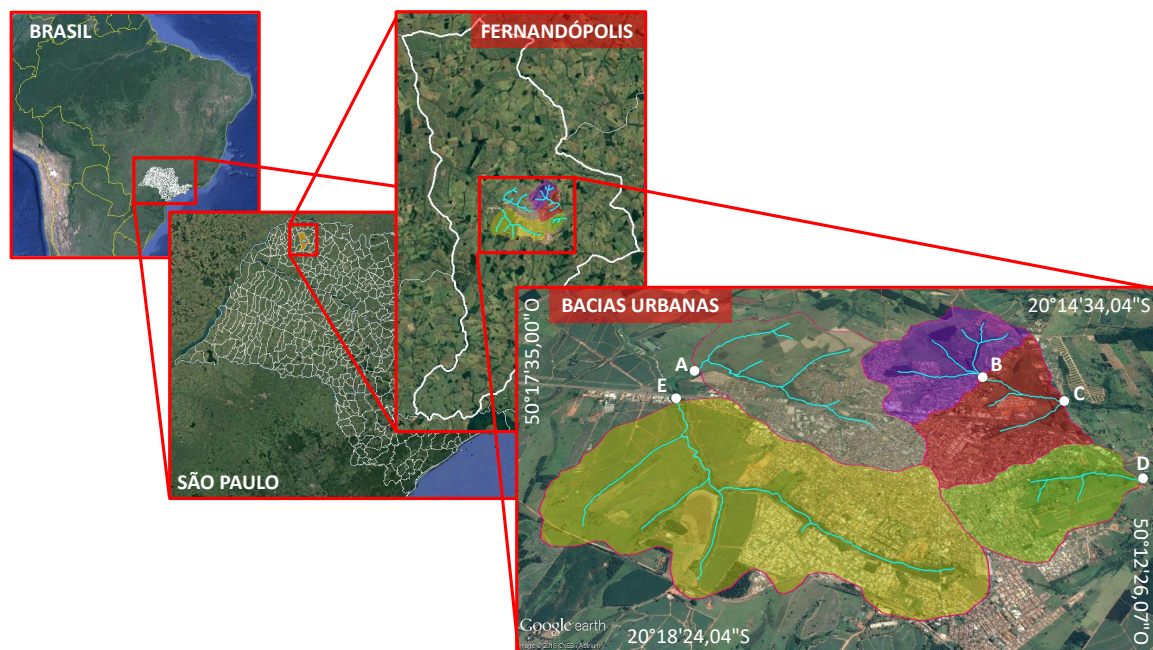 BRASIL
FERNANDÓPOLIS
SÃO PAULO
BACIAS URBANAS
20°14'34,04"S
50°17'35,00"O
A
B
E
C
D
50°12'26,07"O
Google earth
20°18'24,04"S